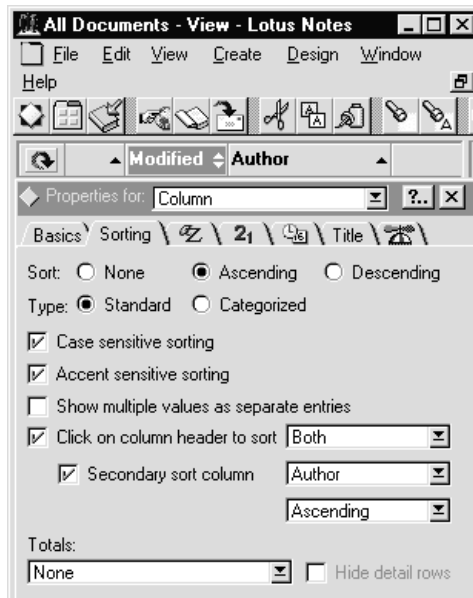 All Documents - View - Lotus Notes
File Edit View Create Design Window
Help
Modified Author
Properties for: Column ?..
Basics Sorting Z 21 16 Title
Sort: None Ascending Descending
Type: Standard Categorized
Case sensitive sorting
Accent sensitive sorting
Show multiple values as separate entries
Click on column header to sort Both
Secondary sort column Author
Ascending
Totals:
None Hide detail rows